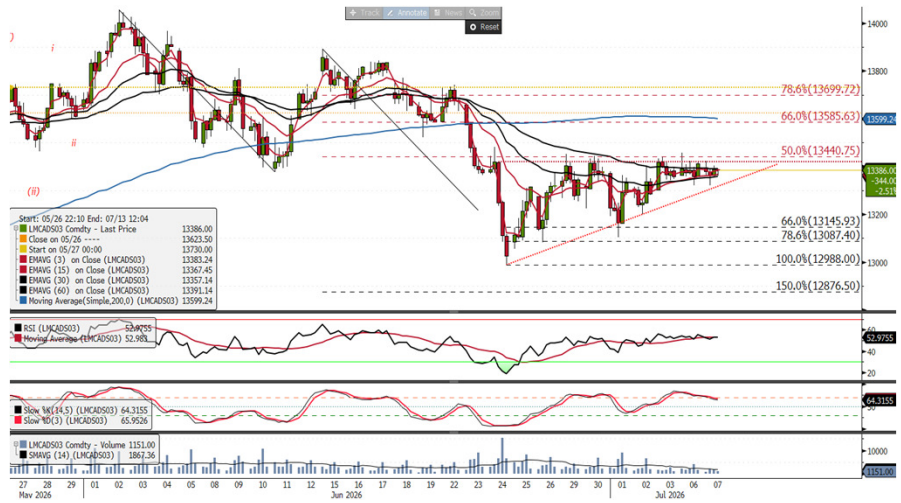 Track Annotate News Zoom
Reset
i
ii
(ii)
14000
13800
78.6%(13699.72)
66.0%(13585.63)
13599.24
50.0%(13440.75)
13386.00
-344.00
-2.51%
13200
66.0%(13145.93)
78.6%(13087.40)
100.0%(12988.00)
13000
150.0%(12876.50)
Start: 05/26 22:10 End: 07/13 12:04
LMCADS03 Comdty - Last Price 13386.00
Close on 05/26 ---- 13623.50
Start on 05/27 00:00 13730.00
EMAVG (3) on Close (LMCADS03) 13383.24
EMAVG (15) on Close (LMCADS03) 13367.45
EMAVG (30) on Close (LMCADS03) 13357.14
EMAVG (60) on Close (LMCADS03) 13391.14
Moving Average(Simple,200,0) (LMCADS03) 13599.24
RSI (LMCADS03) 52.9755
Moving Average (LMCADS03) 52.983
60
52.9755
40
20
Slow %K(14,5) (LMCADS03) 64.3155
Slow %D(3) (LMCADS03) 65.9526
64.3155
50
LMCADS03 Comdty - Volume 1151.00
SMAVG (14) (LMCADS03) 1867.36
10000
1151.00
27 28 29 01 02 03 04 05 08 09 10 11 12 15 16 17 18 19 22 23 24 25 26 29 30 01 02 03 06 07
May 2026 Jun 2026 Jul 2026